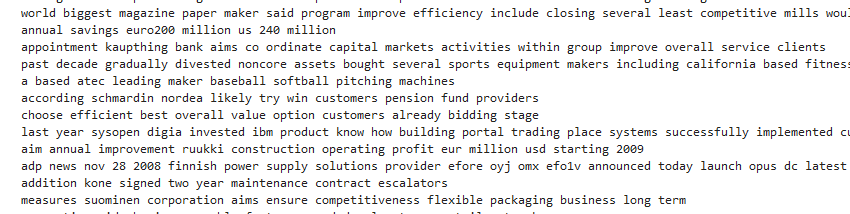 world biggest magazine paper maker said program improve efficiency include closing several least competitive mills
annual savings euro200 million us 240 million
appointment kaupthing bank aims co ordinate capital markets activities within group improve overall service clients
past decade gradually divested noncore assets bought several sports equipment makers including california based
a based atec leading maker baseball softball pitching machines
according schmardin nordea likely try win customers pension fund providers
choose efficient best overall value option customers already bidding stage
last year sysopen digia invested ibm product know how building portal trading place systems successfully implemented
aim annual improvement ruukki construction operating profit eur million usd starting 2009
adp news nov 28 2008 finnish power supply solutions provider efore oyj omx efo1v announced today launch opus dc latest
addition kone signed two year maintenance contract escalators
measures suominen corporation aims ensure competitiveness flexible packaging business long term